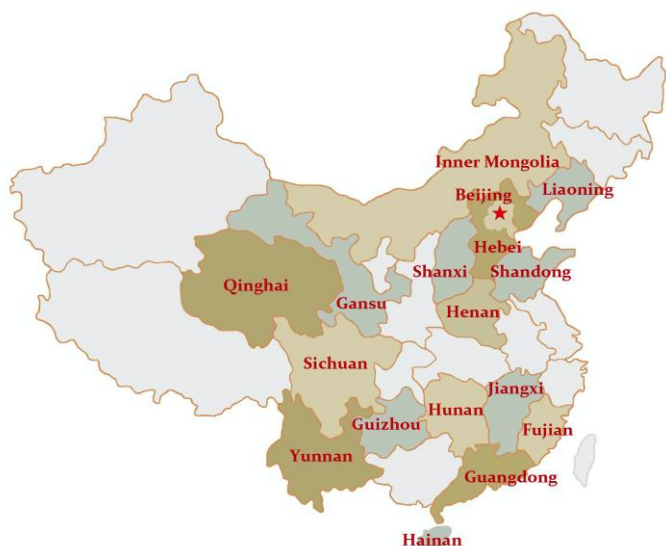 Inner Mongolia
Beijing
Liaoning
Hebei
Shanxi
Shandong
Qinghai
Gansu
Henan
Sichuan
Jiangxi
Hunan
Guizhou
Fujian
Yunnan
Guangdong
Hainan